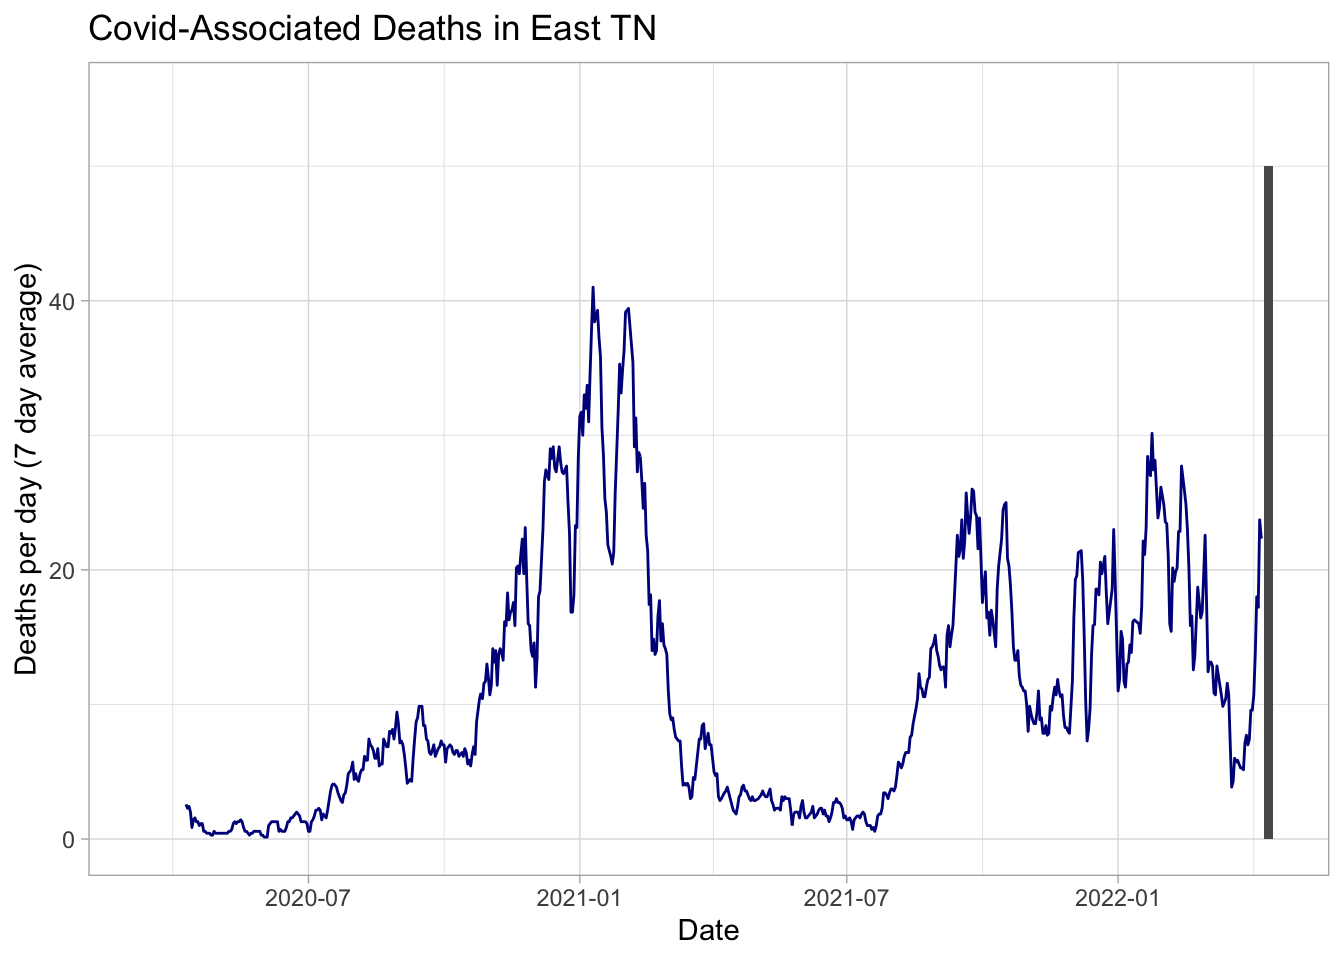 Covid-Associated Deaths in East TN
Deaths per day (7 day average)
40
20
0
2020-07
2021-01
2021-07
2022-01
Date